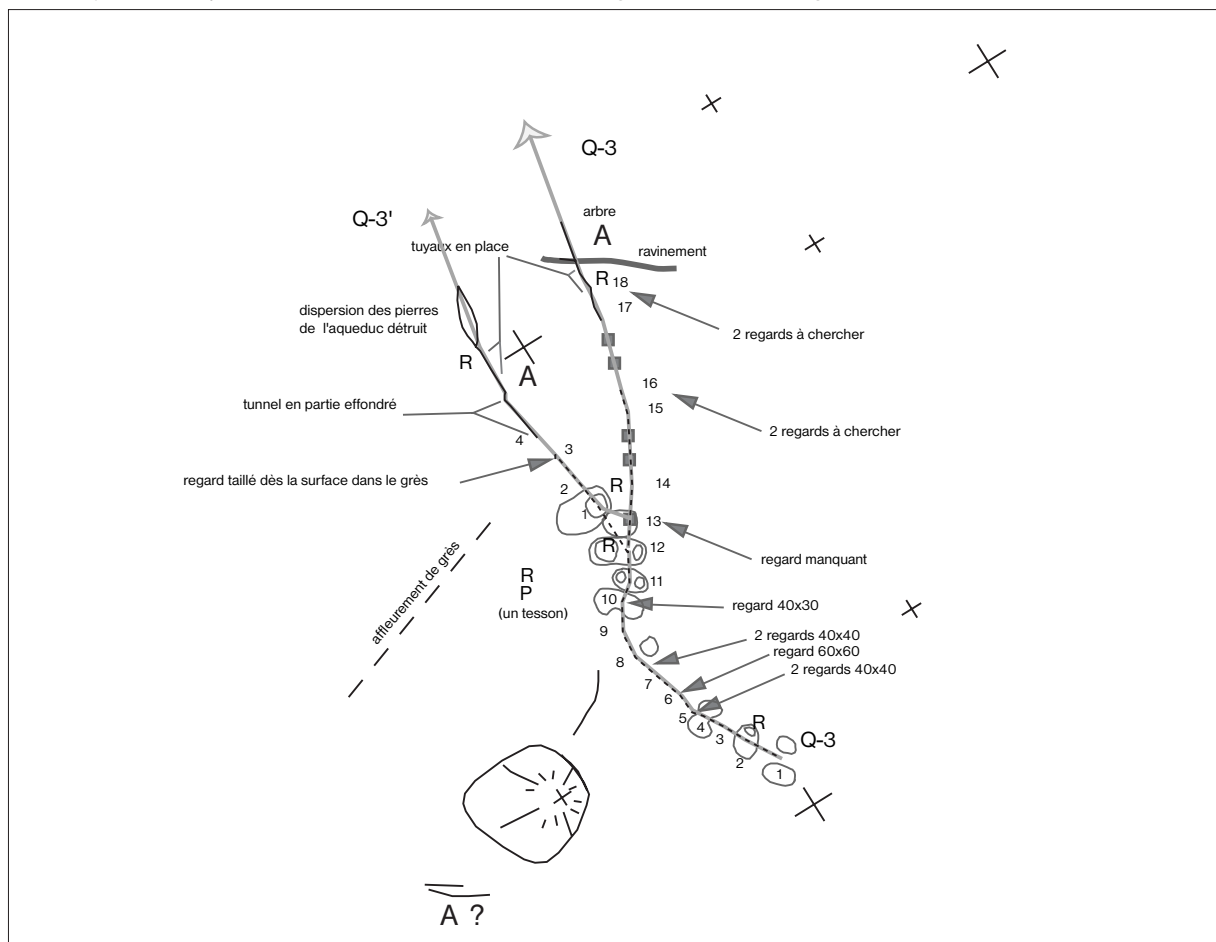 Q-3
Q-3'
arbre
A
tuyaux en place
ravinement
R 18
17
dispersion des pierres
de l'aqueduc détruit
2 regards à chercher
R
A
16
tunnel en partie effondré
15
4
2 regards à chercher
3
regard taillé dès la surface dans le grès
R
14
2
1
13
R
12
regard manquant
affleurement de grès
R
P
(un tesson)
11
10
regard 40x30
9
2 regards 40x40
8
regard 60x60
7
2 regards 40x40
6
5
4
R
3
Q-3
2
1
A ?